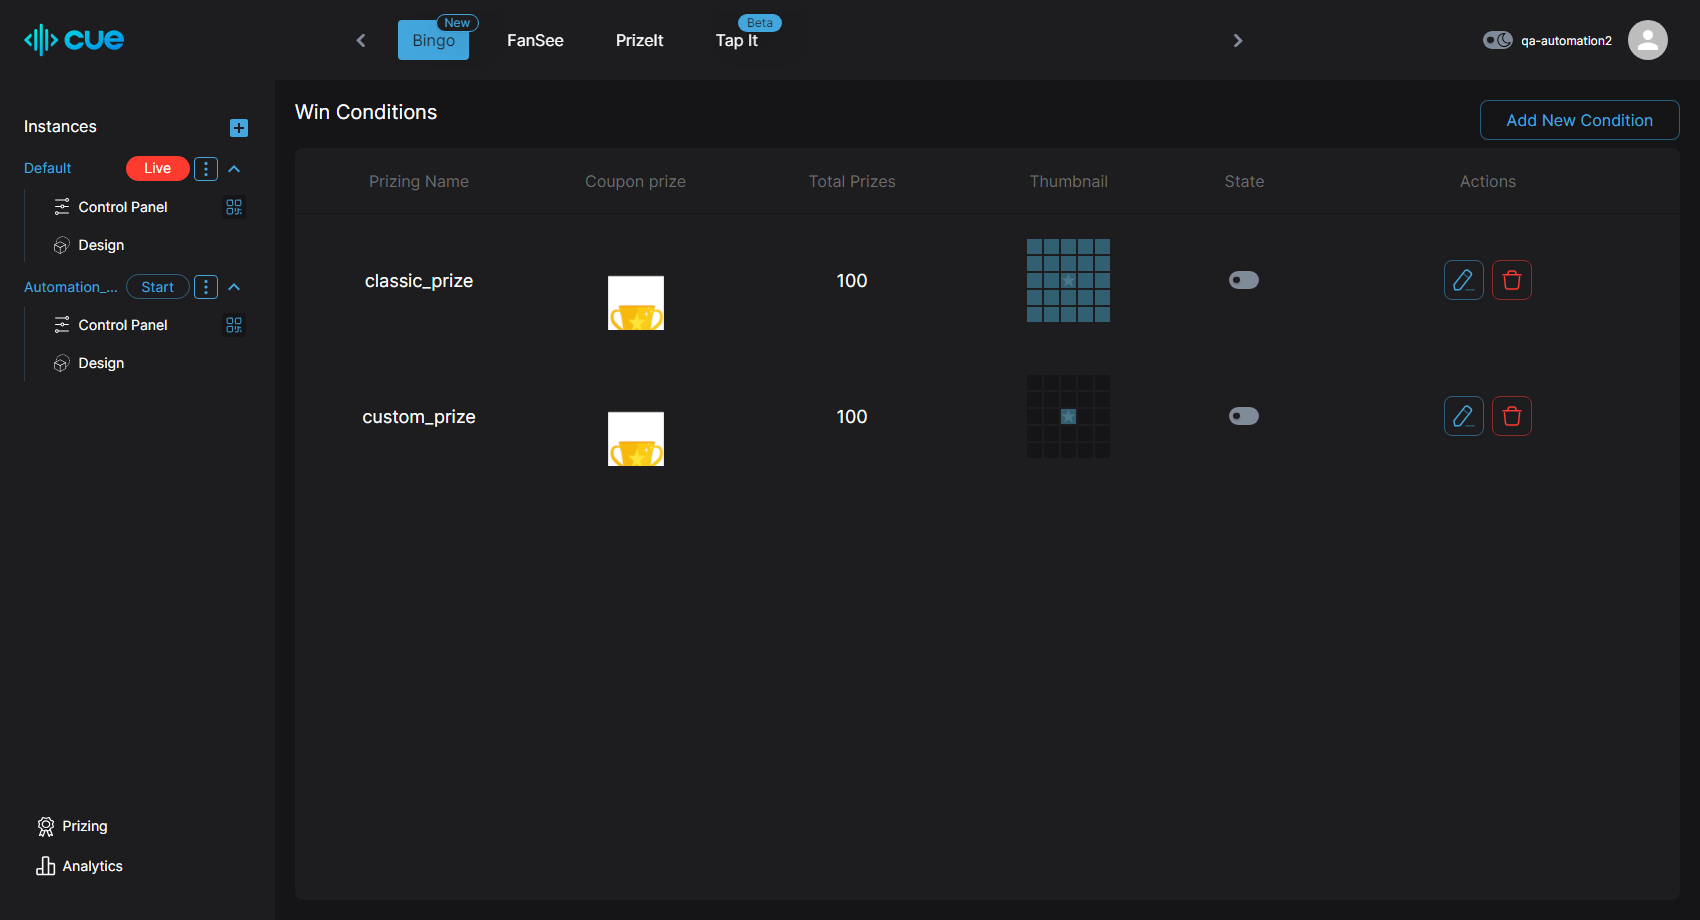 cue
Bingo
New
FanSee
PrizeIt
Tap It
Beta
qa-automation2
Instances
Default
Live
Control Panel
Design
Automation_...
Start
Control Panel
Design
Prizing
Analytics
Win Conditions
Add New Condition
Prizing Name Coupon prize Total Prizes Thumbnail State Actions
classic_prize 100
custom_prize 100